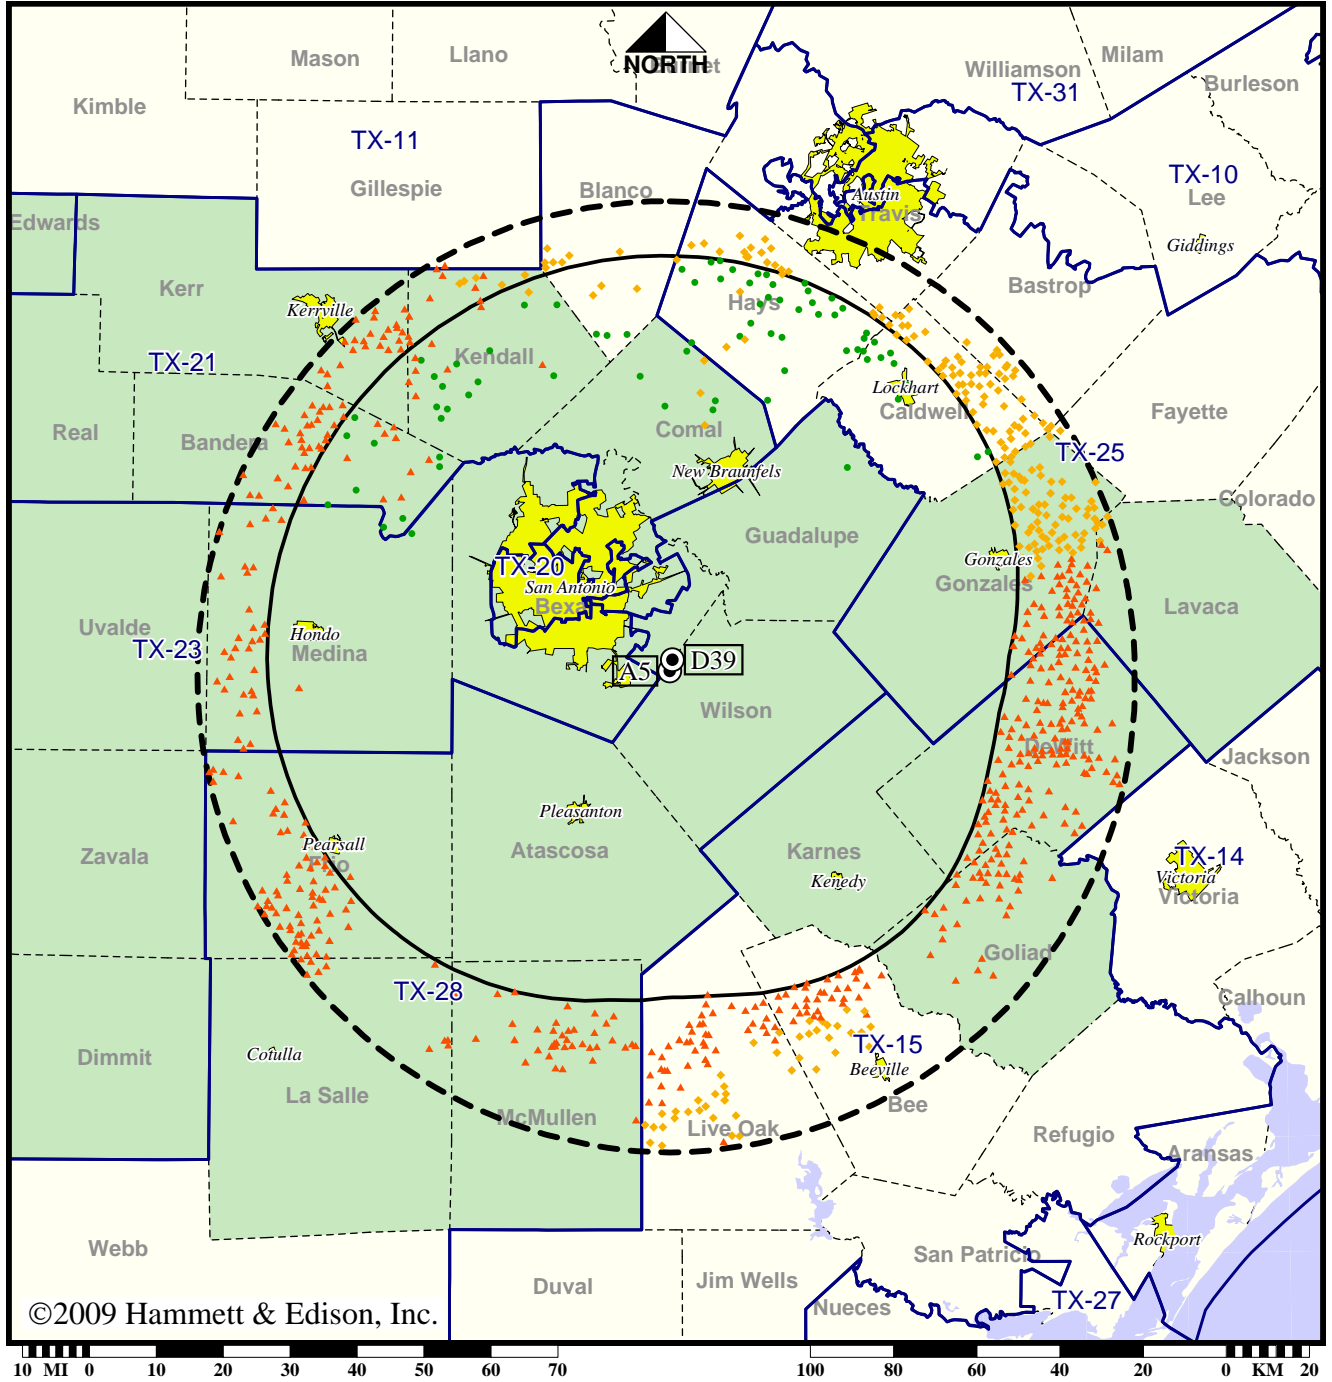 NORTH
Mason
Llano
Burnet
Williamson
Milam
TX-31
Burleson
Kimble
TX-11
Gillespie
Blanco
TX-10
Lee
Austin
Travis
Giddings
Edwards
Kerr
Kerrville
Hays
Bastrop
TX-21
Kendall
Lockhart
Caldwell
Fayette
Real
Bandera
Comal
TX-25
New Braunfels
Colorado
Guadalupe
TX-20
San Antonio
Bexar
Gonzales
Gonzales
Lavaca
Uvalde
Hondo
TX-23
Medina
A5
D39
Wilson
DeWitt
Jackson
Pleasanton
Pearsall
Zavala
Frio
Atascosa
Karnes
Kenedy
TX-14
Victoria
Victoria
Goliad
TX-28
Calhoun
Dimmit
Cotulla
TX-15
Beeville
La Salle
McMullen
Live Oak
Bee
Refugio
Aransas
Webb
Rockport
San Patricio
Duval
Jim Wells
Nueces
TX-27
©2009 Hammett & Edison, Inc.
10 MI 0 10 20 30 40 50 60 70 100 80 60 40 20 0 KM 20